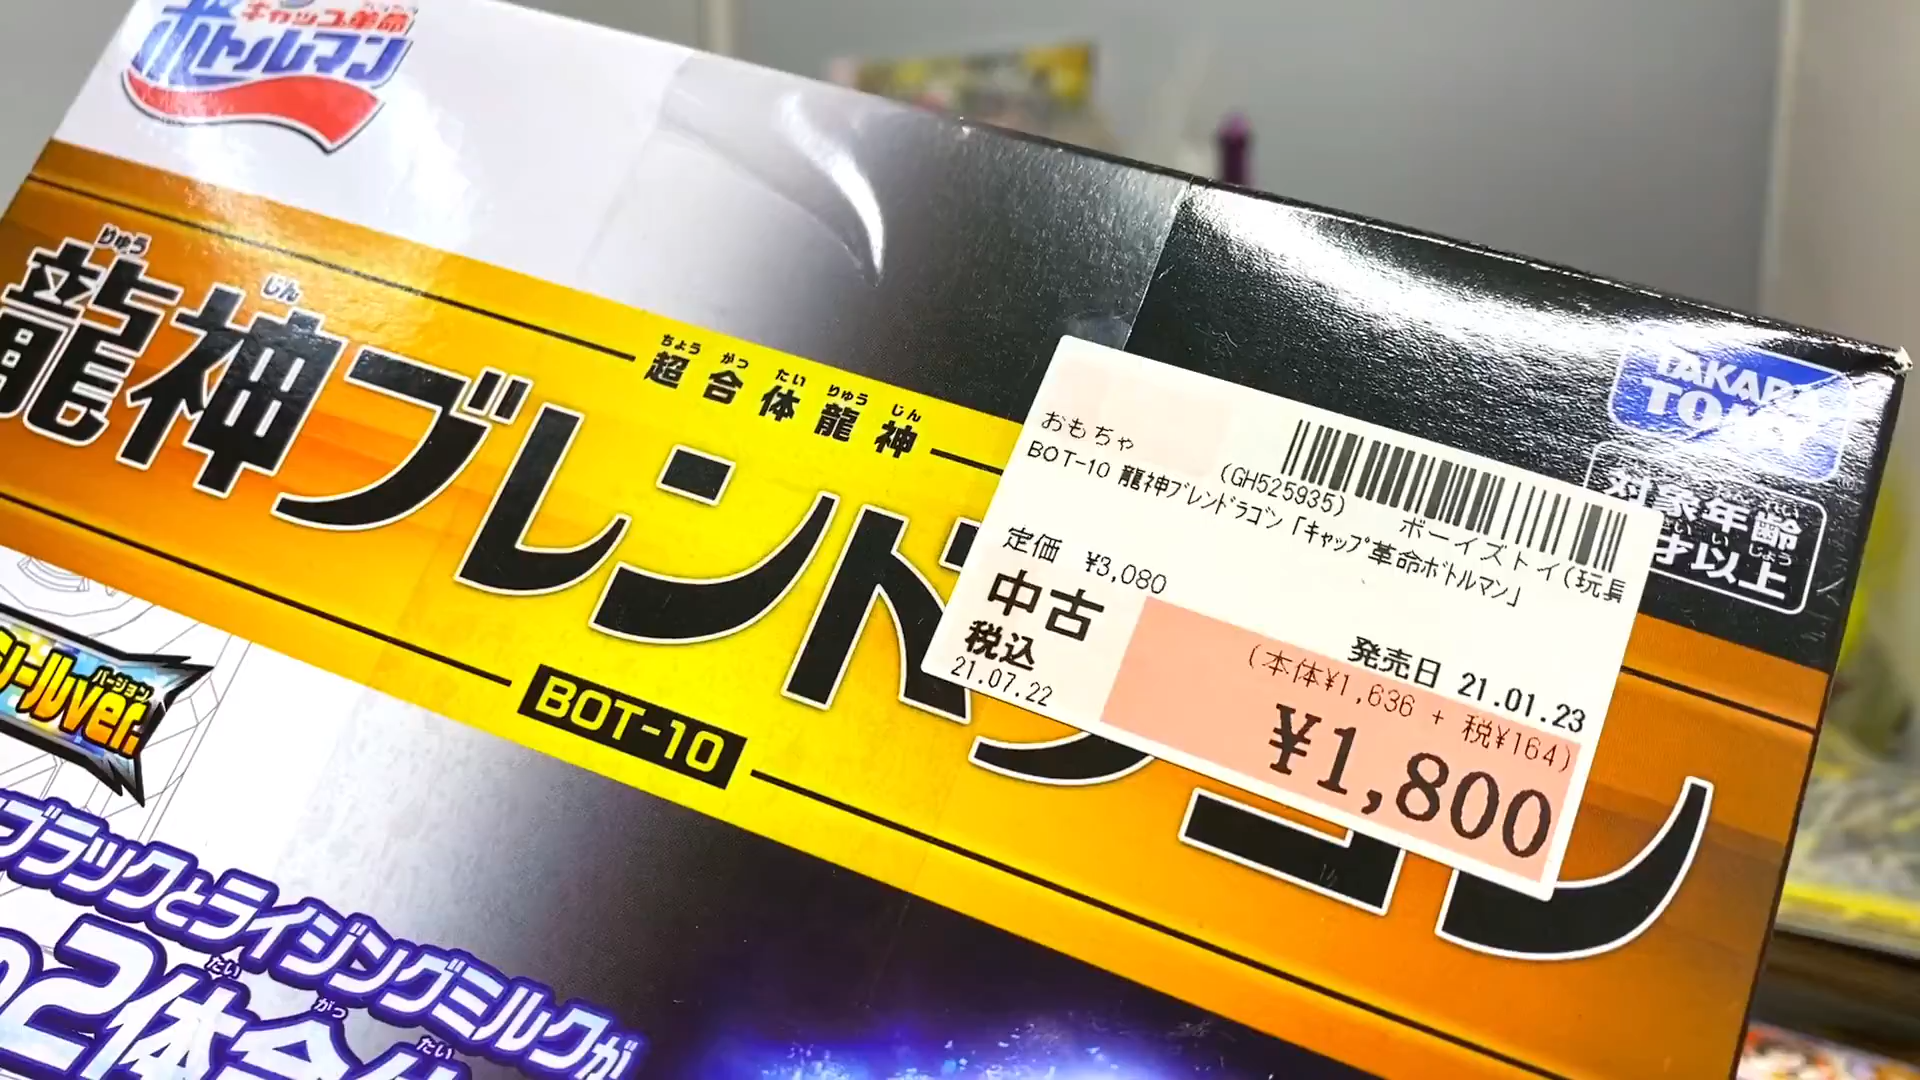 キャップ革命
ボトルマン
りゅう じん
龍神ブレンドラゴン
ちょう がっ たい りゅう じん
超合体龍神
BOT-10
TAKARA
TOMY
対象年齢
才以上
おもちゃ
(GH525935)
ボーイズトイ(玩具
BOT-10 龍神ブレンドラゴン「キャップ革命ボトルマン」
定価 ¥3,080
中古
税込
21.07.22
発売日 21.01.23
(本体¥1,636 + 税¥164)
¥1,800
バージョン
ver.
ブラックとライジングミルクが
たい がっ たい
2体合体